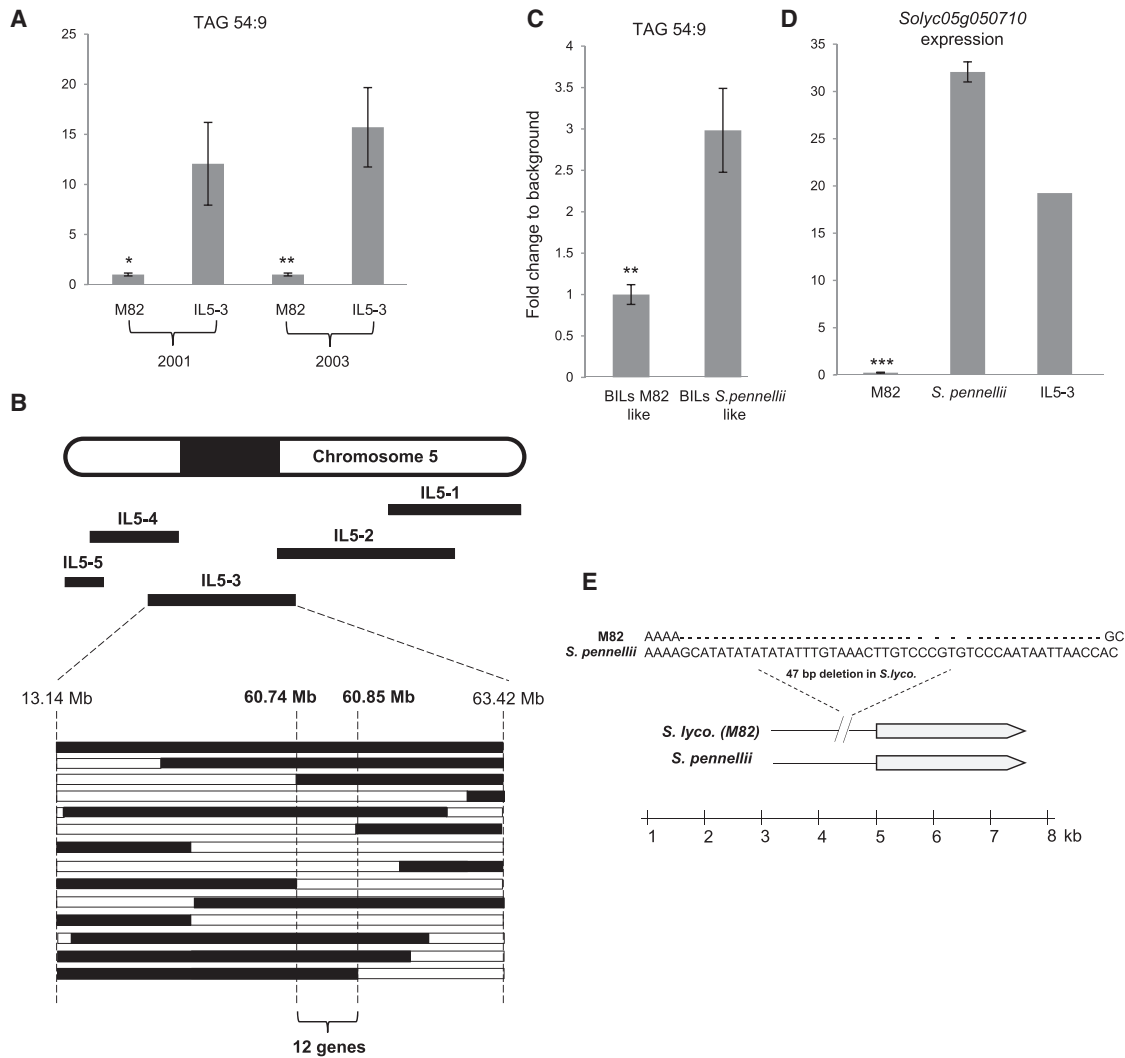 A
TAG 54:9
25
20
15
10
5
0
*
**
M82
IL5-3
M82
IL5-3
2001
2003
B
Chromosome 5
IL5-1
IL5-4
IL5-2
IL5-5
IL5-3
13.14 Mb
60.74 Mb
60.85 Mb
63.42 Mb
12 genes
C
TAG 54:9
Fold change to background
4
3.5
3
2.5
2
1.5
1
0.5
0
**
BILs M82
like
BILs S.pennellii
like
D
Solyc05g050710
expression
35
30
25
20
15
10
5
0
***
M82
S. pennellii
IL5-3
E
M82 AAAA------------------------------------------- GC
S. pennellii AAAAGCATATATATATATTTGTAAACTTGTCCCGTGTCCCAATAATTAACCAC
47 bp deletion in S.lyco.
S. lyco. (M82)
S. pennellii
1 2 3 4 5 6 7 8 kb